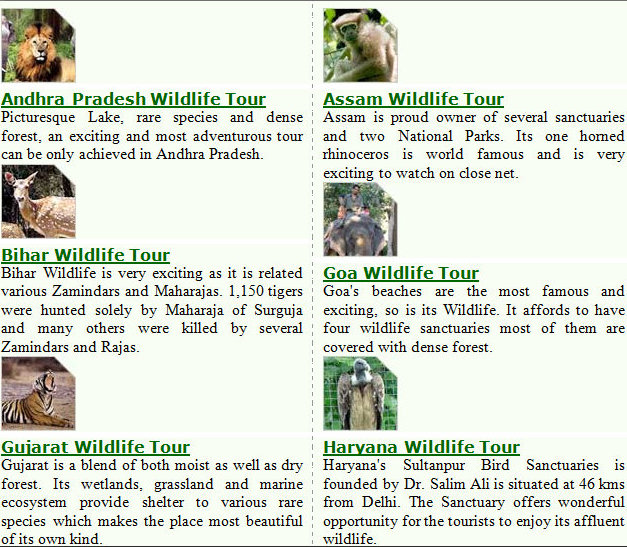 Andhra Pradesh Wildlife Tour
Picturesque Lake, rare species and dense
forest, an exciting and most adventurous tour
can be only achieved in Andhra Pradesh.
Bihar Wildlife Tour
Bihar Wildlife is very exciting as it is related
various Zamindars and Maharajas. 1,150 tigers
were hunted solely by Maharaja of Surguja
and many others were killed by several
Zamindars and Rajas.
Gujarat Wildlife Tour
Gujarat is a blend of both moist as well as dry
forest. Its wetlands, grassland and marine
ecosystem provide shelter to various rare
species which makes the place most beautiful
of its own kind.
Assam Wildlife Tour
Assam is proud owner of several sanctuaries
and two National Parks. Its one horned
rhinoceros is world famous and is very
exciting to watch on close net.
Goa Wildlife Tour
Goa's beaches are the most famous and
exciting, so is its Wildlife. It affords to have
four wildlife sanctuaries most of them are
covered with dense forest.
Haryana Wildlife Tour
Haryana's Sultanpur Bird Sanctuaries is
founded by Dr. Salim Ali is situated at 46 kms
from Delhi. The Sanctuary offers wonderful
opportunity for the tourists to enjoy its affluent
wildlife.